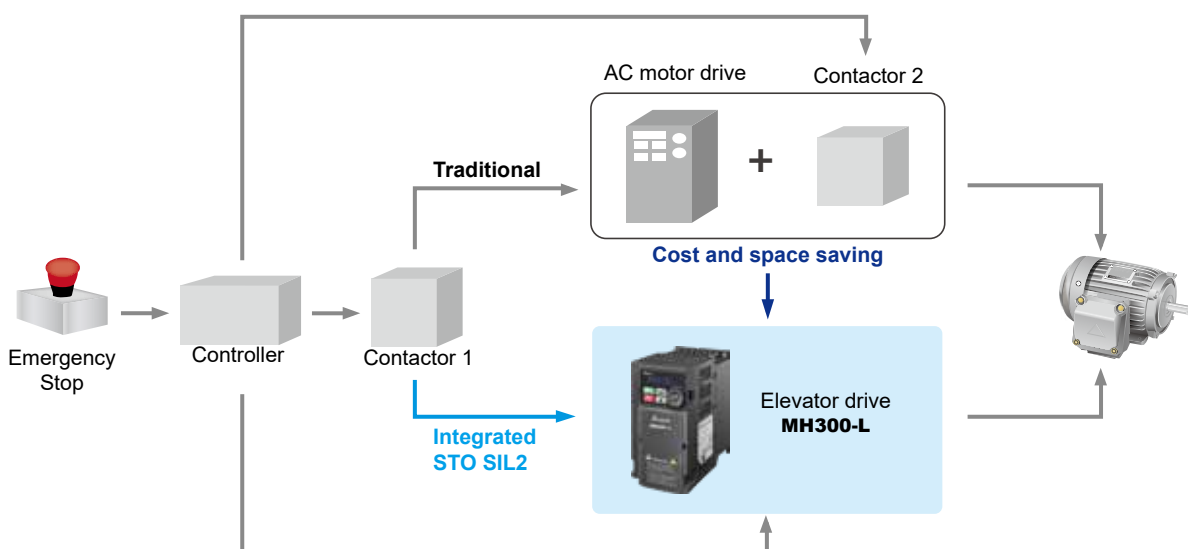 AC motor drive
Contactor 2
Traditional
+
Cost and space saving
Emergency
Stop
Controller
Contactor 1
Integrated
STO SIL2
Elevator drive
MH300-L